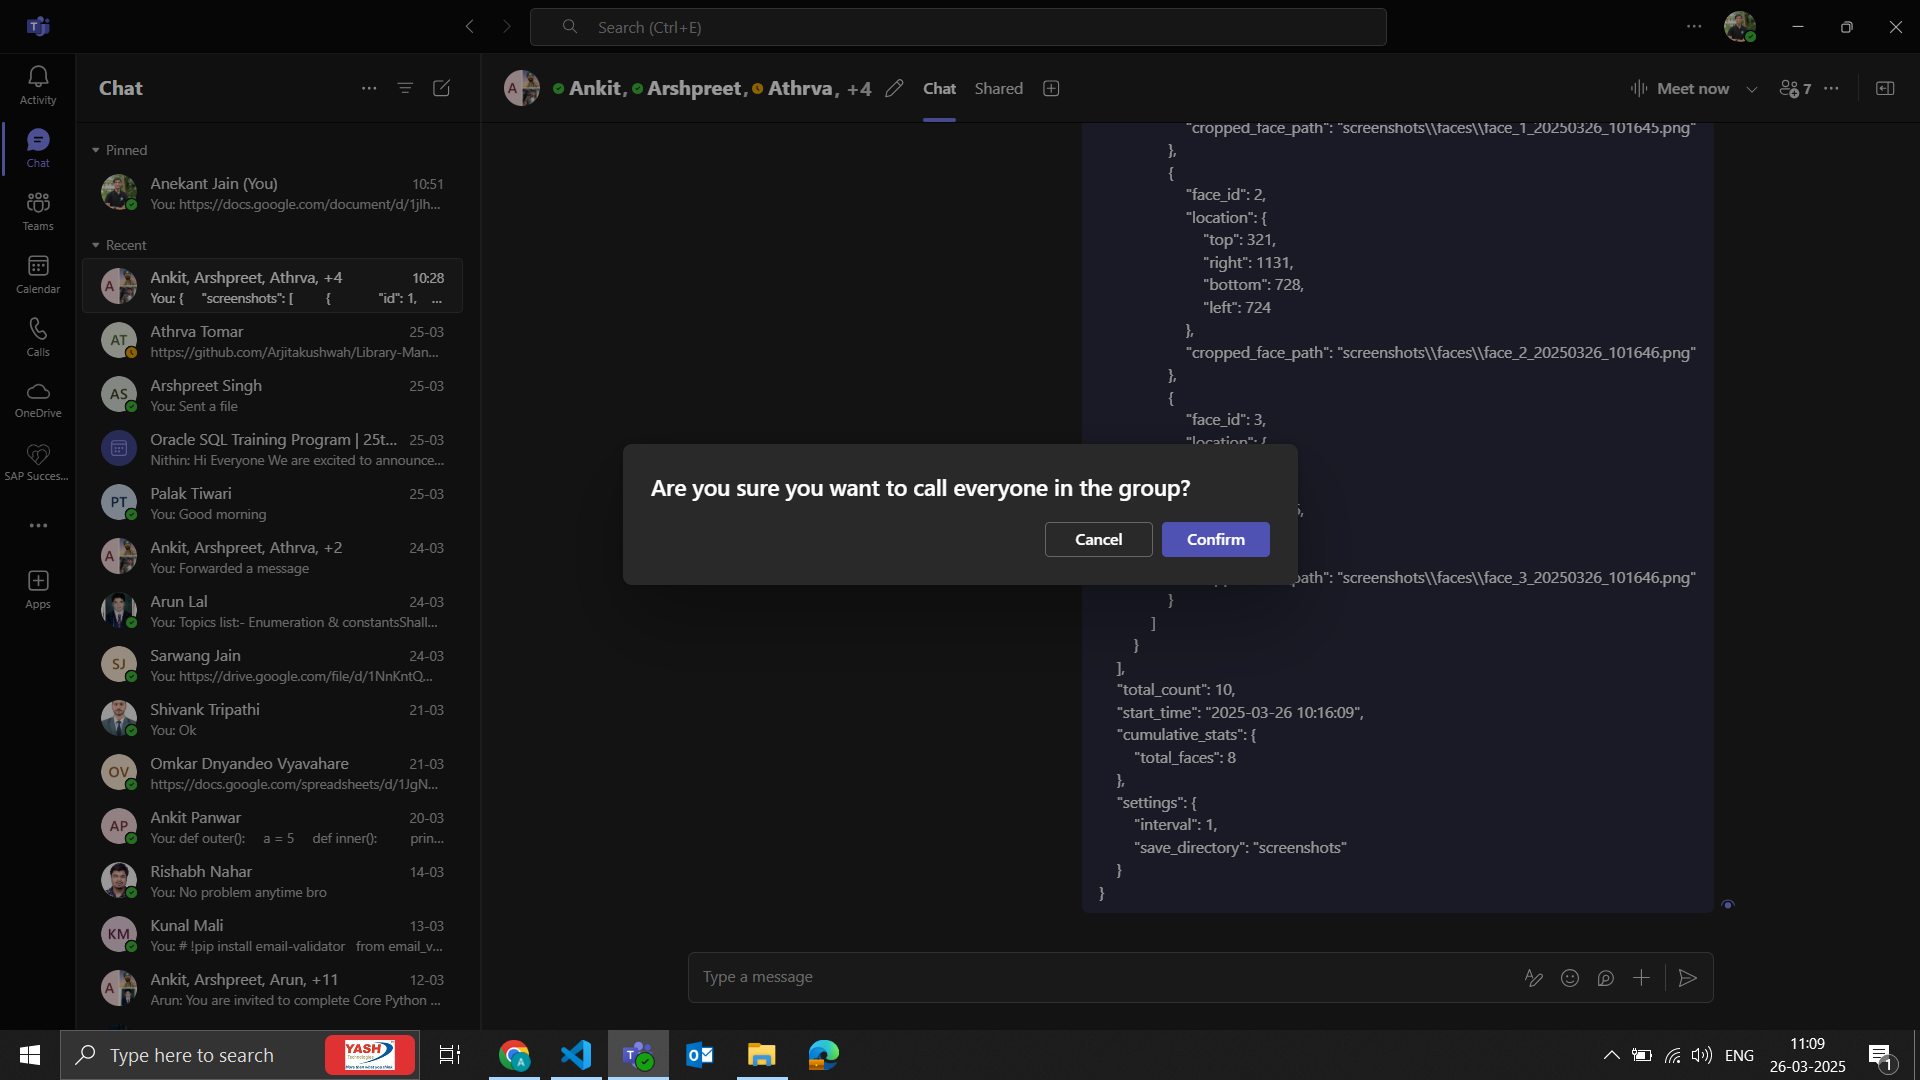 Search (Ctrl+E)
Activity
Chat
Teams
Calendar
Calls
OneDrive
SAP Succes...
Apps
Chat
Pinned
Anekant Jain (You) 10:51
You: https://docs.google.com/document/d/1jlh...
Recent
Ankit, Arshpreet, Athrva, +4 10:28
You: { "screenshots": [ { "id": 1, ...
AT
Athrva Tomar 25-03
https://github.com/Arjitakushwah/Library-Man...
AS
Arshpreet Singh 25-03
You: Sent a file
Oracle SQL Training Program | 25t... 25-03
Nithin: Hi Everyone We are excited to announce...
PT
Palak Tiwari 25-03
You: Good morning
A
Ankit, Arshpreet, Athrva, +2 24-03
You: Forwarded a message
Arun Lal 24-03
You: Topics list:- Enumeration & constantsShall...
SJ
Sarwang Jain 24-03
You: https://drive.google.com/file/d/1NnKntQ...
Shivank Tripathi 21-03
You: Ok
OV
Omkar Dnyandeo Vyavahare 21-03
https://docs.google.com/spreadsheets/d/1JgN...
AP
Ankit Panwar 20-03
You: def outer(): a = 5 def inner(): prin...
Rishabh Nahar 14-03
You: No problem anytime bro
KM
Kunal Mali 13-03
You: # !pip install email-validator from email_v...
A
Ankit, Arshpreet, Arun, +11 12-03
Arun: You are invited to complete Core Python ...
A Ankit, Arshpreet, Athrva, +4 Chat Shared Meet now 7
"cropped_face_path": "screenshots\\faces\\face_1_20250326_101645.png"
},
{
"face_id": 2,
"location": {
"top": 321,
"right": 1131,
"bottom": 728,
"left": 724
},
"cropped_face_path": "screenshots\\faces\\face_2_20250326_101646.png"
},
{
"face_id": 3,
"location": {
Are you sure you want to call everyone in the group?
Cancel Confirm
path": "screenshots\\faces\\face_3_20250326_101646.png"
}
]
}
],
"total_count": 10,
"start_time": "2025-03-26 10:16:09",
"cumulative_stats": {
"total_faces": 8
},
"settings": {
"interval": 1,
"save_directory": "screenshots"
}
}
Type a message
Type here to search
YASH
Technologies
ENG
11:09
26-03-2025
1